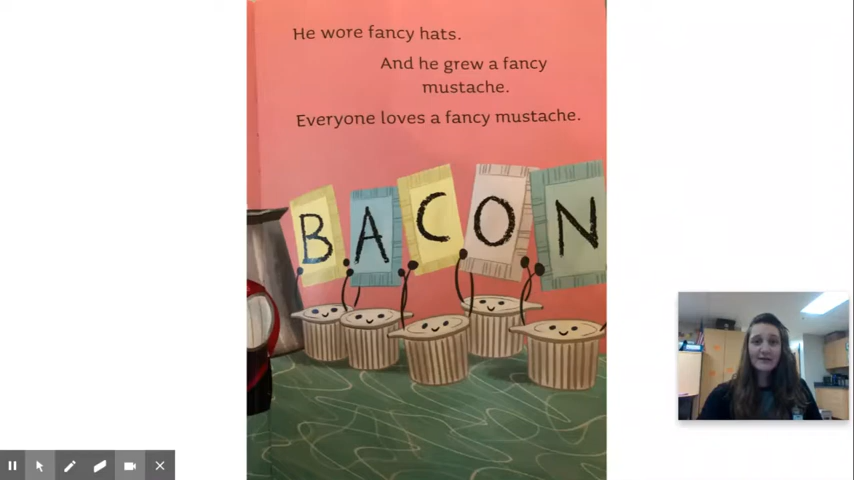 He wore fancy hats.
And he grew a fancy
mustache.
Everyone loves a fancy mustache.
BACON